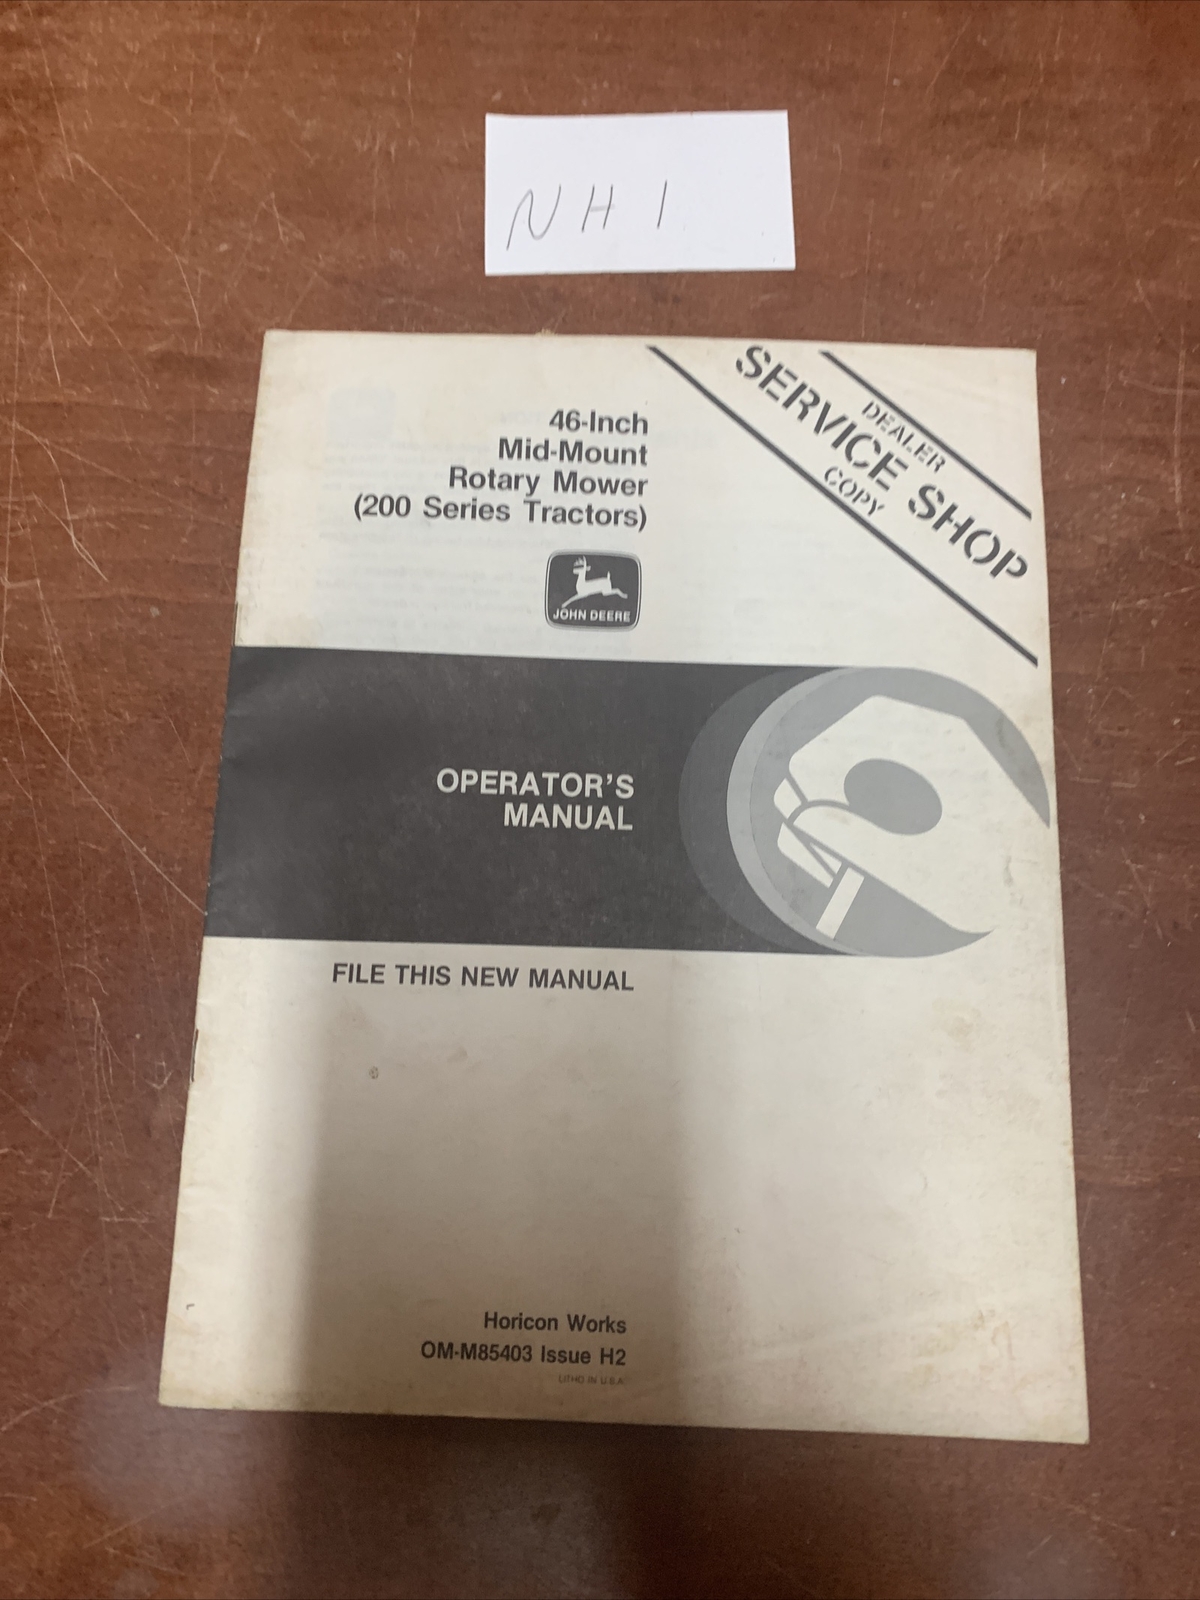 NH1
46-Inch
Mid-Mount
Rotary Mower
(200 Series Tractors)
DEALER
SERVICE SHOP
COPY
JOHN DEERE
OPERATOR'S
MANUAL
FILE THIS NEW MANUAL
Horicon Works
OM-M85403 Issue H2
LITHO IN U.S.A.